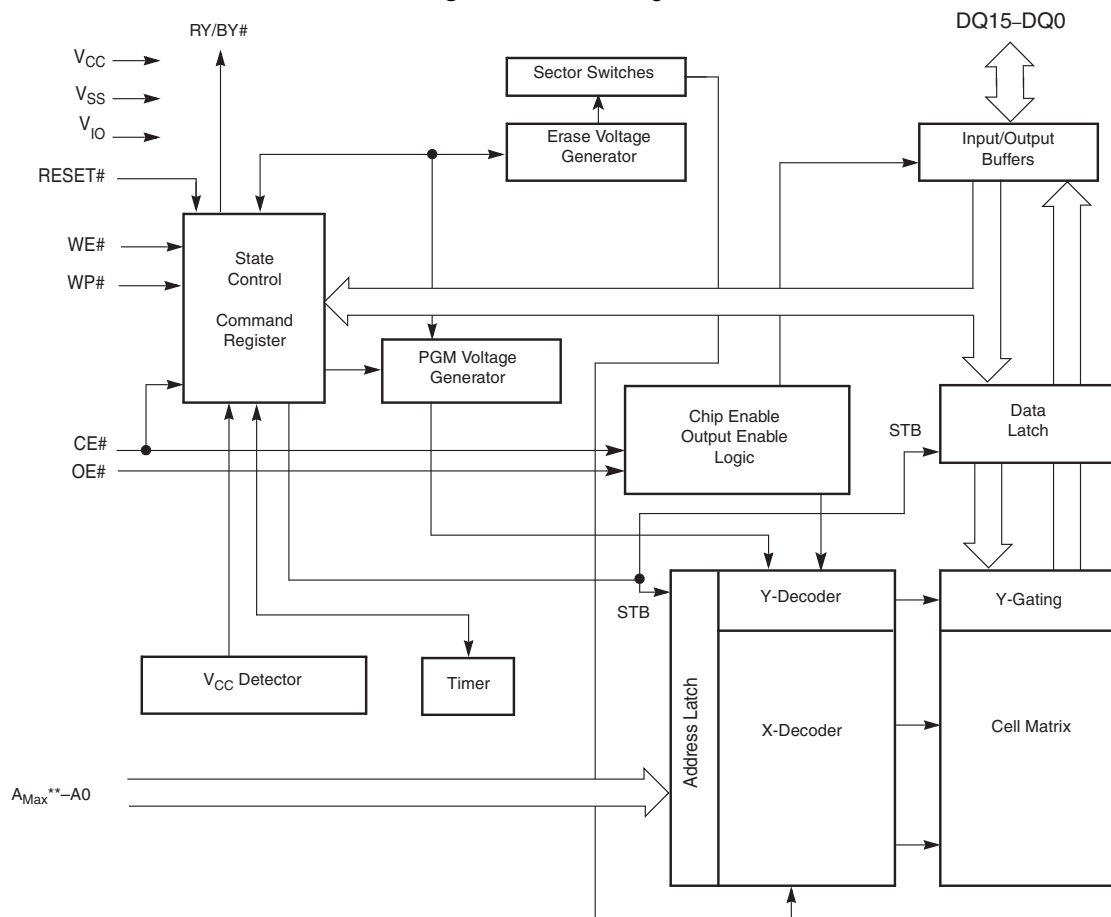 DQ15–DQ0
RY/BY#
VCC
VSS
VIO
RESET#
WE#
WP#
CE#
OE#
AMax**–A0
Sector Switches
Erase Voltage
Generator
Input/Output
Buffers
State
Control
Command
Register
PGM Voltage
Generator
Chip Enable
Output Enable
Logic
STB
Data
Latch
STB
Y-Decoder
Y-Gating
VCC Detector
Timer
Address Latch
X-Decoder
Cell Matrix